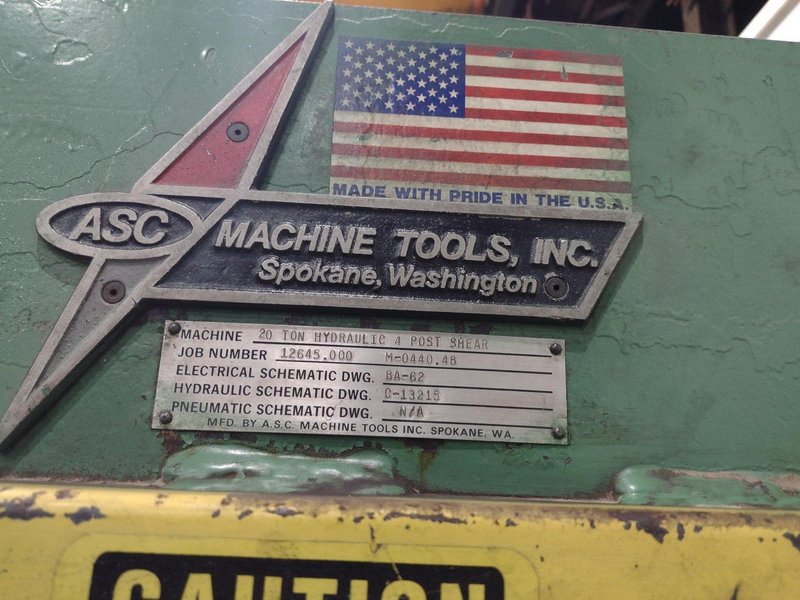 MADE WITH PRIDE IN THE U.S.A.
ASC MACHINE TOOLS, INC.
Spokane, Washington
MACHINE 20 TON HYDRAULIC 4 POST SHEAR
JOB NUMBER 12645.000 M-0440.48
ELECTRICAL SCHEMATIC DWG. BA-62
HYDRAULIC SCHEMATIC DWG. C-13215
PNEUMATIC SCHEMATIC DWG. N/A
MFD. BY A.S.C. MACHINE TOOLS INC. SPOKANE, WA.
CAUTION